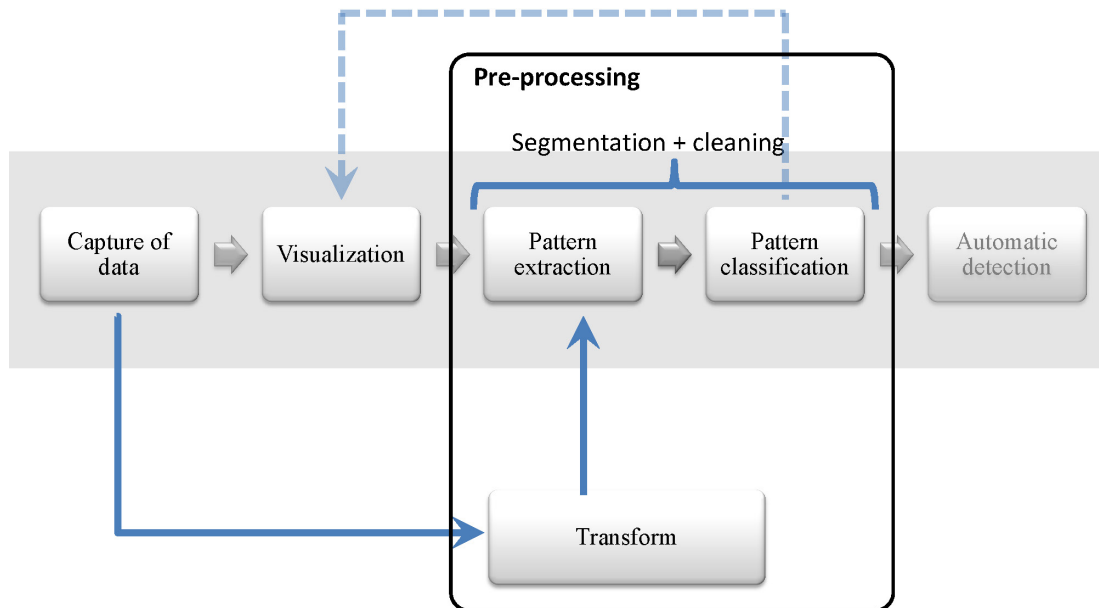 Pre-processing
Segmentation + cleaning
Capture of
data
Visualization
Pattern
extraction
Pattern
classification
Automatic
detection
Transform